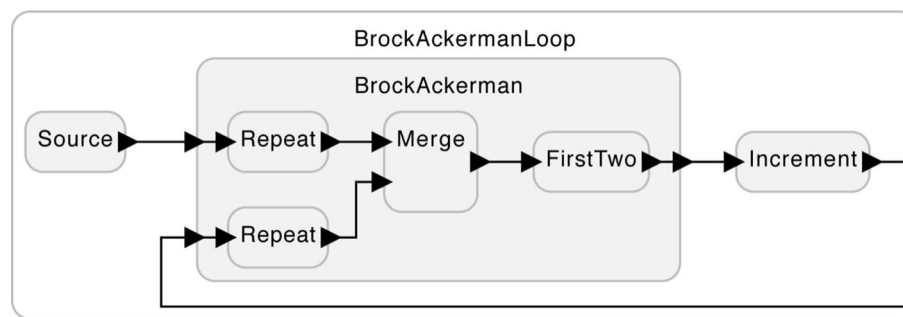 BrockAckermanLoop
BrockAckerman
Source
Repeat
Merge
FirstTwo
Increment
Repeat